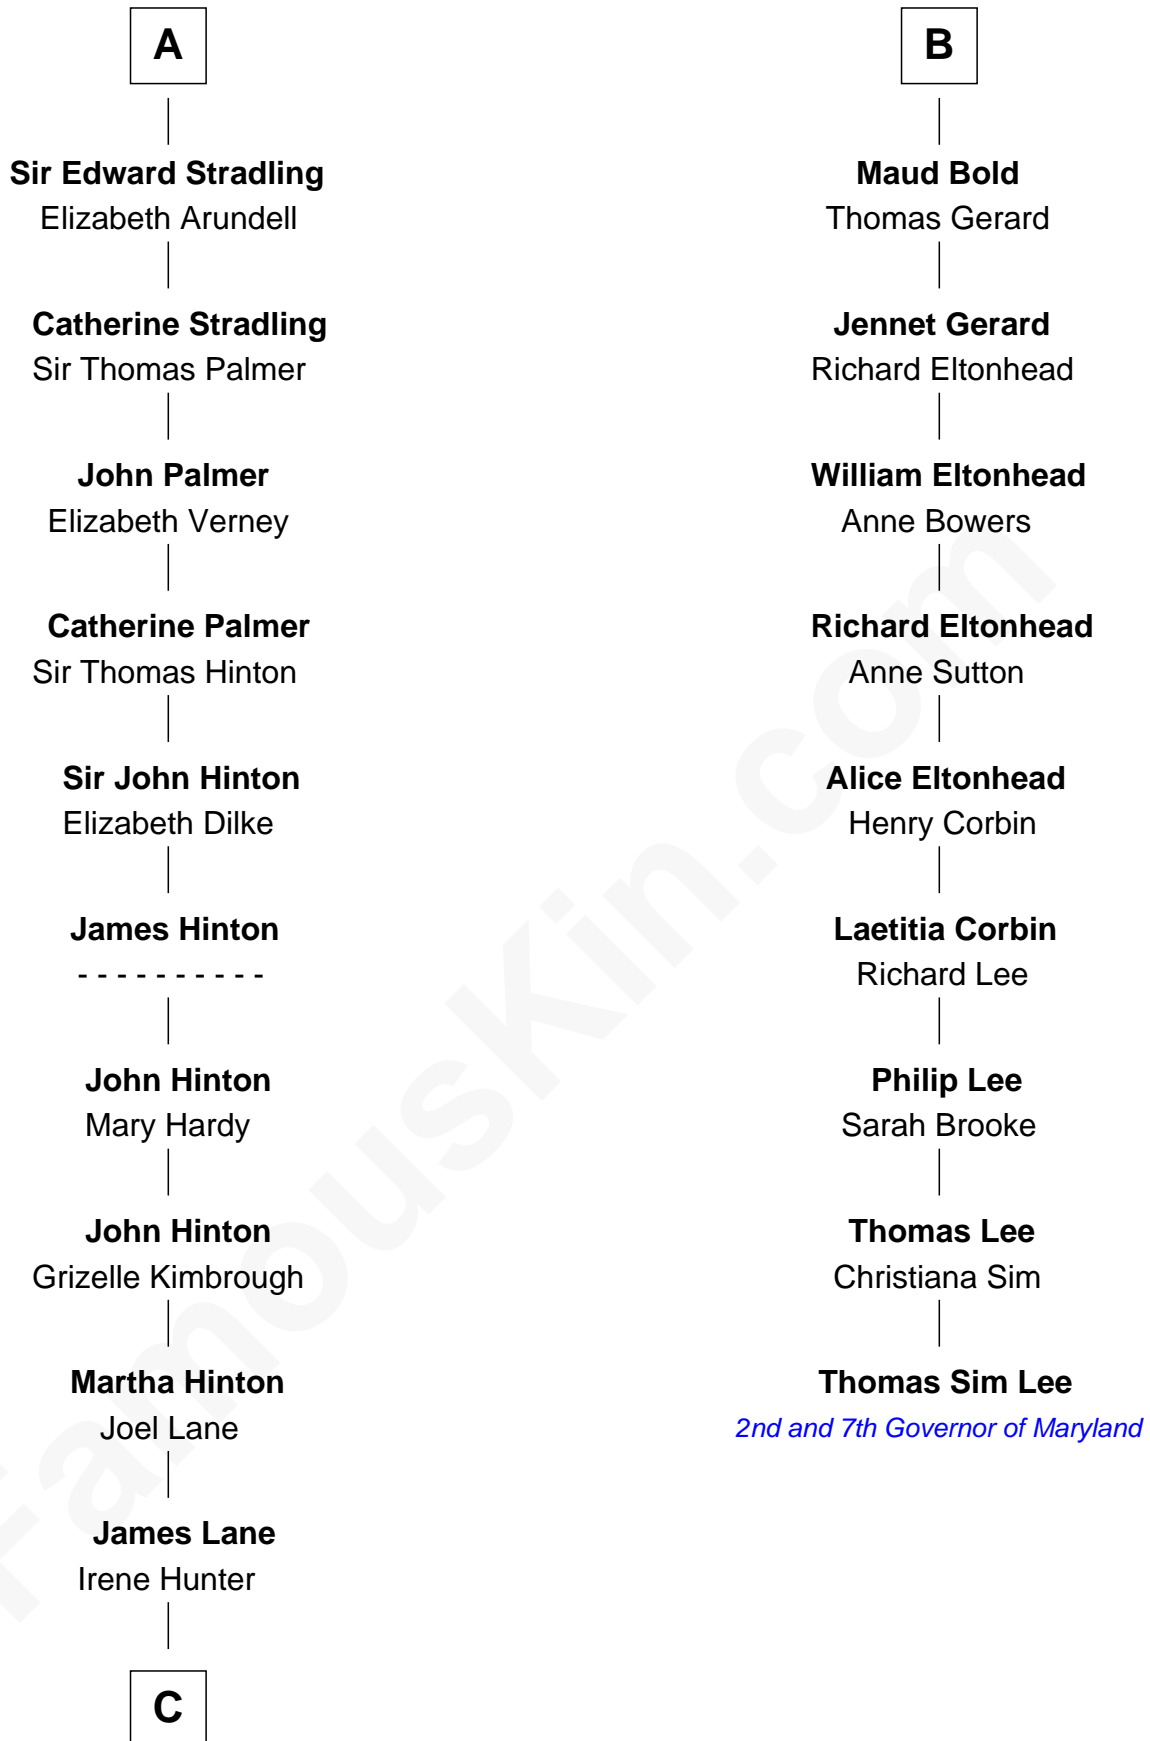 A
Sir Edward Stradling
Elizabeth Arundell
Catherine Stradling
Sir Thomas Palmer
John Palmer
Elizabeth Verney
Catherine Palmer
Sir Thomas Hinton
Sir John Hinton
Elizabeth Dilke
James Hinton
- - - - - - - - - -
John Hinton
Mary Hardy
John Hinton
Grizelle Kimbrough
Martha Hinton
Joel Lane
James Lane
Irene Hunter
C
B
Maud Bold
Thomas Gerard
Jennet Gerard
Richard Eltonhead
William Eltonhead
Anne Bowers
Richard Eltonhead
Anne Sutton
Alice Eltonhead
Henry Corbin
Laetitia Corbin
Richard Lee
Philip Lee
Sarah Brooke
Thomas Lee
Christiana Sim
Thomas Sim Lee
2nd and 7th Governor of Maryland
FamousKin.com